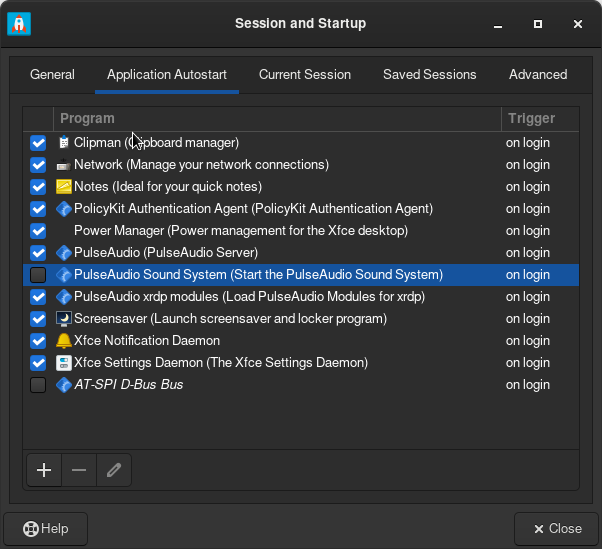 Session and Startup
General Application Autostart Current Session Saved Sessions Advanced
Program Trigger
Clipman (Clipboard manager) on login
Network (Manage your network connections) on login
Notes (Ideal for your quick notes) on login
PolicyKit Authentication Agent (PolicyKit Authentication Agent) on login
Power Manager (Power management for the Xfce desktop) on login
PulseAudio (PulseAudio Server) on login
PulseAudio Sound System (Start the PulseAudio Sound System) on login
PulseAudio xrdp modules (Load PulseAudio Modules for xrdp) on login
Screensaver (Launch screensaver and locker program) on login
Xfce Notification Daemon on login
Xfce Settings Daemon (The Xfce Settings Daemon) on login
AT-SPI D-Bus Bus on login
Help Close